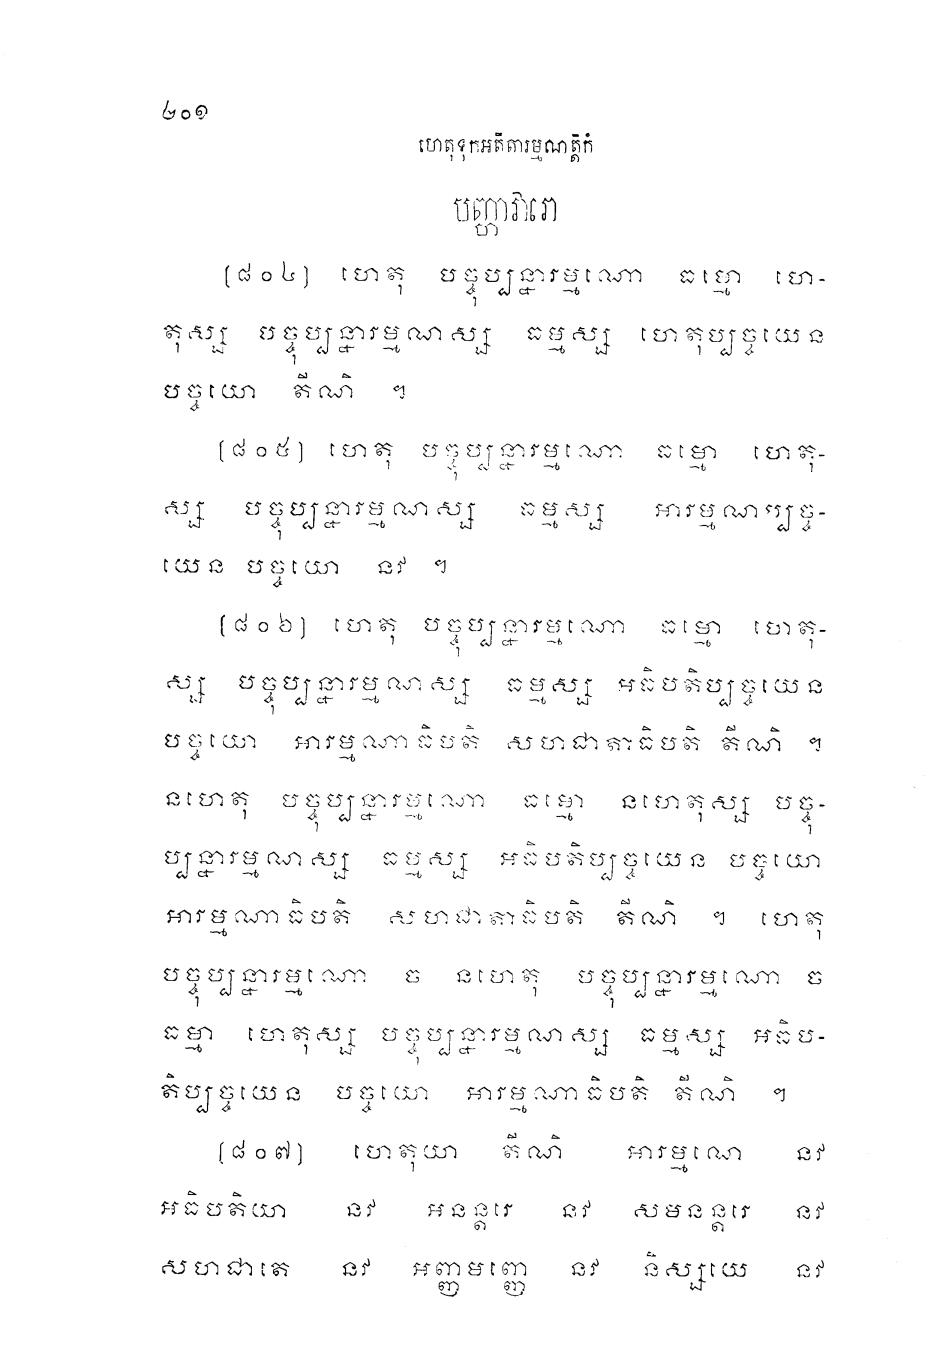 ២០១
ហេតុទុកអតីតារម្មណត្តិកំ
បញ្ហាវារោ
(៨០៤) ហេតុ បច្ចុប្បន្នារម្មណោ ធម្មោ ហេ-
តុស្ស បច្ចុប្បន្នារម្មណស្ស ធម្មស្ស ហេតុប្បច្ចយេន
បច្ចយោ តីណិ ។
(៨០៥) ហេតុ បច្ចុប្បន្នារម្មណោ ធម្មោ ហេតុ-
ស្ស បច្ចុប្បន្នារម្មណស្ស ធម្មស្ស អារម្មណប្បច្ច-
យេន បច្ចយោ នវ ។
(៨០៦) ហេតុ បច្ចុប្បន្នារម្មណោ ធម្មោ ហេតុ-
ស្ស បច្ចុប្បន្នារម្មណស្ស ធម្មស្ស អធិបតិប្បច្ចយេន
បច្ចយោ អារម្មណាធិបតិ សហជាតាធិបតិ តីណិ ។
នហេតុ បច្ចុប្បន្នារម្មណោ ធម្មោ នហេតុស្ស បច្ចុ-
ប្បន្នារម្មណស្ស ធម្មស្ស អធិបតិប្បច្ចយេន បច្ចយោ
អារម្មណាធិបតិ សហជាតាធិបតិ តីណិ ។ ហេតុ
បច្ចុប្បន្នារម្មណោ ច នហេតុ បច្ចុប្បន្នារម្មណោ ច
ធម្មា ហេតុស្ស បច្ចុប្បន្នារម្មណស្ស ធម្មស្ស អធិប-
តិប្បច្ចយេន បច្ចយោ អារម្មណាធិបតិ តីណិ ។
(៨០៧) ហេតុយា តីណិ អារម្មណេ នវ
អធិបតិយា នវ អនន្តរេ នវ សមនន្តរេ នវ
សហជាតេ នវ អញ្ញមញ្ញេ នវ និស្សយេ នវ